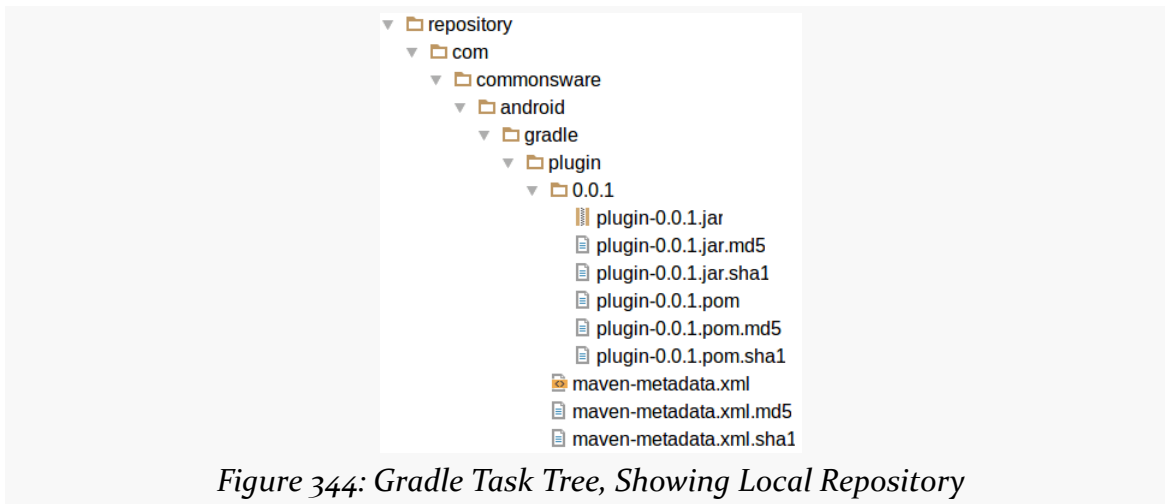 repository
com
commonsware
android
gradle
plugin
0.0.1
plugin-0.0.1.jar
plugin-0.0.1.jar.md5
plugin-0.0.1.jar.sha1
plugin-0.0.1.pom
plugin-0.0.1.pom.md5
plugin-0.0.1.pom.sha1
maven-metadata.xml
maven-metadata.xml.md5
maven-metadata.xml.sha1
Figure 344: Gradle Task Tree, Showing Local Repository